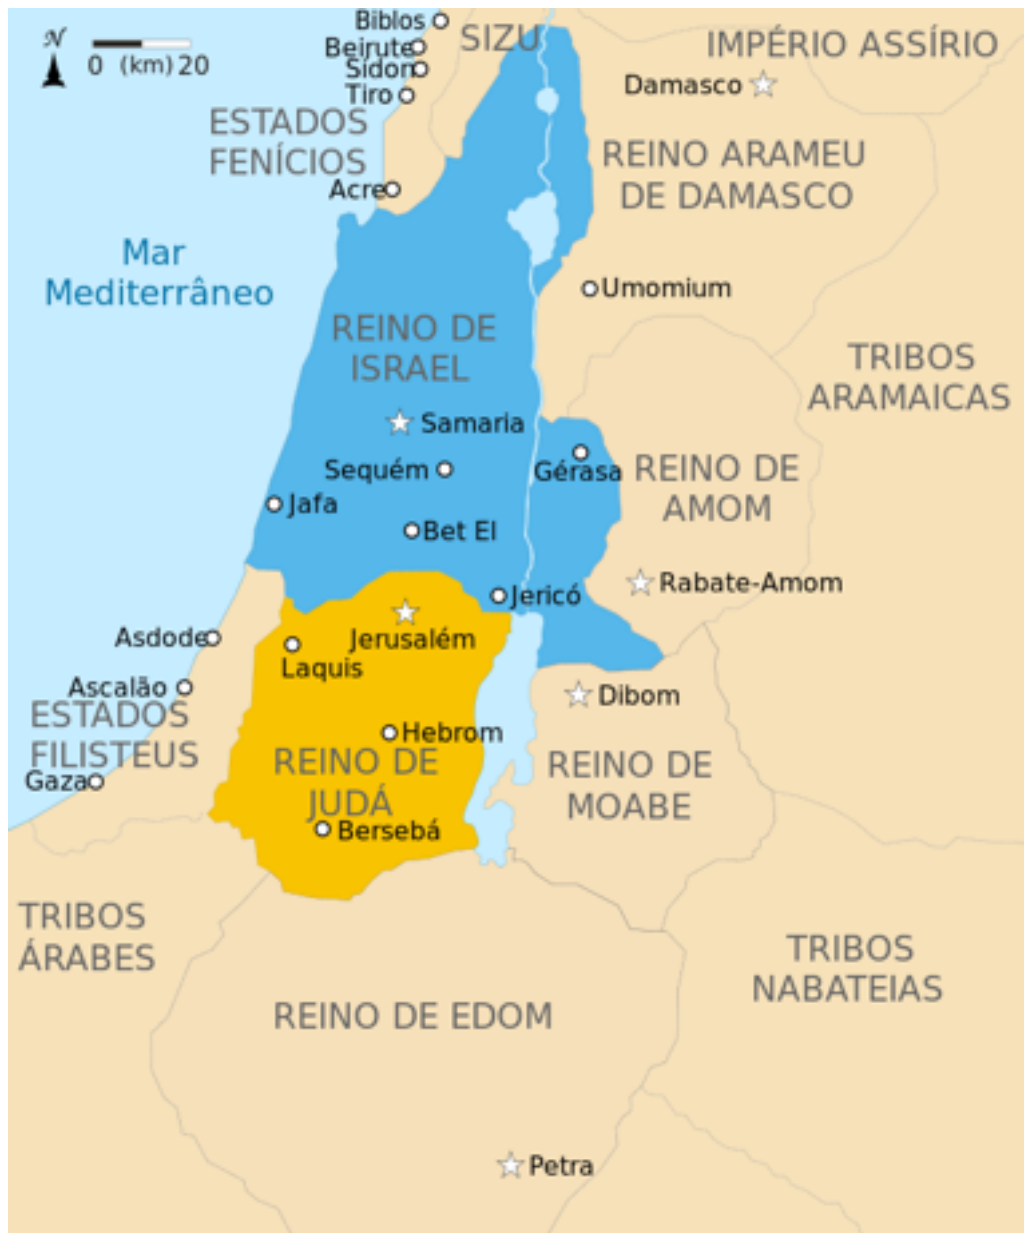 Biblos
SIZU
IMPÉRIO ASSÍRIO
N
0 (km) 20
Beirute
Sidon
Tiro
Damasco
ESTADOS
FENÍCIOS
REINO ARAMEU
DE DAMASCO
Acre
Mar
Mediterrâneo
Umomium
REINO DE
ISRAEL
TRIBOS
ARAMAICAS
Samaria
Sequém
Gérasa
REINO DE
AMOM
Jafa
Bet El
Rabate-Amom
Jericó
Asdode
Jerusalém
Laquis
Ascalão
Dibom
ESTADOS
FILISTEUS
Gaza
Hebrom
REINO DE
JUDÁ
REINO DE
MOABE
Bersebá
TRIBOS
ÁRABES
TRIBOS
NABATEIAS
REINO DE EDOM
Petra